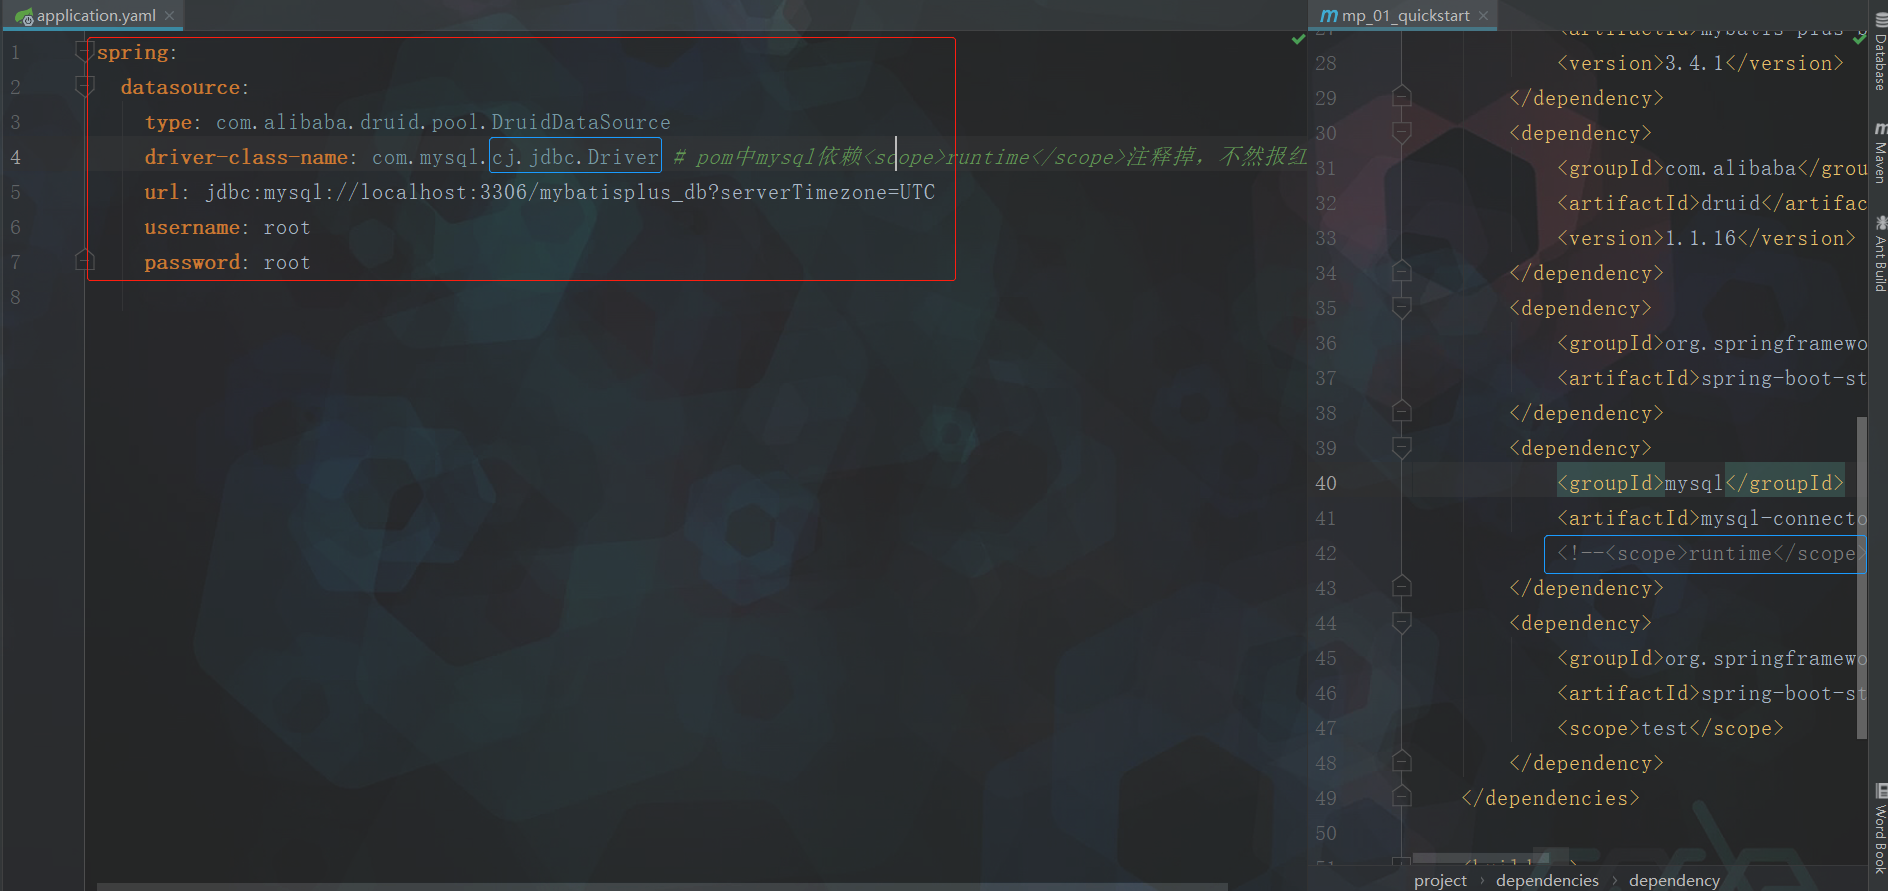 application.yaml
1 spring:
2 datasource:
3 type: com.alibaba.druid.pool.DruidDataSource
4 driver-class-name: com.mysql.cj.jdbc.Driver # pom中mysql依赖<scope>runtime</scope>注释掉，不然报红
5 url: jdbc:mysql://localhost:3306/mybatisplus_db?serverTimezone=UTC
6 username: root
7 password: root
8
mp_01_quickstart
28 <version>3.4.1</version>
29 </dependency>
30 <dependency>
31 <groupId>com.alibaba</grou
32 <artifactId>druid</artifac
33 <version>1.1.16</version>
34 </dependency>
35 <dependency>
36 <groupId>org.springframewo
37 <artifactId>spring-boot-st
38 </dependency>
39 <dependency>
40 <groupId>mysql</groupId>
41 <artifactId>mysql-connecto
42 <!--<scope>runtime</scope>
43 </dependency>
44 <dependency>
45 <groupId>org.springframewo
46 <artifactId>spring-boot-st
47 <scope>test</scope>
48 </dependency>
49 </dependencies>
50
project › dependencies › dependency
Database
Maven
Ant Build
Word Book